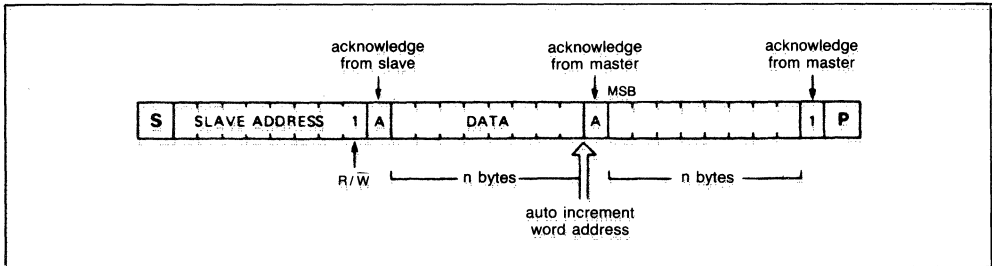 acknowledge
from slave
acknowledge
from master
acknowledge
from master
MSB
S SLAVE ADDRESS 1 A DATA A 1 P
R/W̅
n bytes
n bytes
auto increment
word address